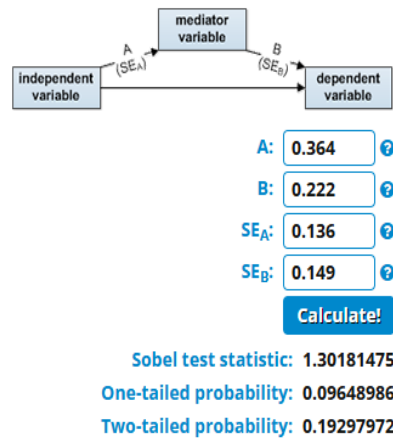 mediator
variable
A
(SEA)
B
(SEB)
independent
variable
dependent
variable
A: 0.364 ?
B: 0.222 ?
SEA: 0.136 ?
SEB: 0.149 ?
Calculate!
Sobel test statistic: 1.30181475
One-tailed probability: 0.09648986
Two-tailed probability: 0.19297972